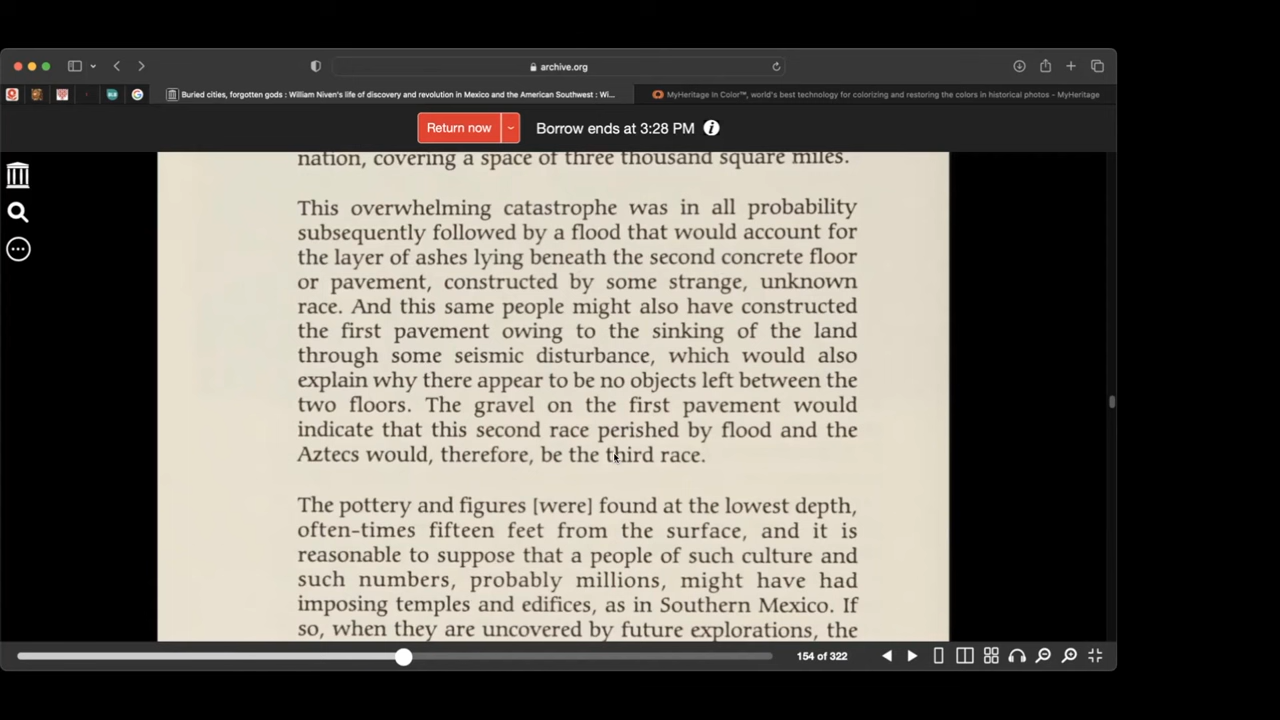 archive.org
Buried cities, forgotten gods : William Niven's life of discovery and revolution in Mexico and the American Southwest : Wi...
MyHeritage In Color™, world's best technology for colorizing and restoring the colors in historical photos - MyHeritage
Return now
Borrow ends at 3:28 PM
nation, covering a space of three thousand square miles.
This overwhelming catastrophe was in all probability
subsequently followed by a flood that would account for
the layer of ashes lying beneath the second concrete floor
or pavement, constructed by some strange, unknown
race. And this same people might also have constructed
the first pavement owing to the sinking of the land
through some seismic disturbance, which would also
explain why there appear to be no objects left between the
two floors. The gravel on the first pavement would
indicate that this second race perished by flood and the
Aztecs would, therefore, be the third race.
The pottery and figures [were] found at the lowest depth,
often-times fifteen feet from the surface, and it is
reasonable to suppose that a people of such culture and
such numbers, probably millions, might have had
imposing temples and edifices, as in Southern Mexico. If
so, when they are uncovered by future explorations, the
154 of 322